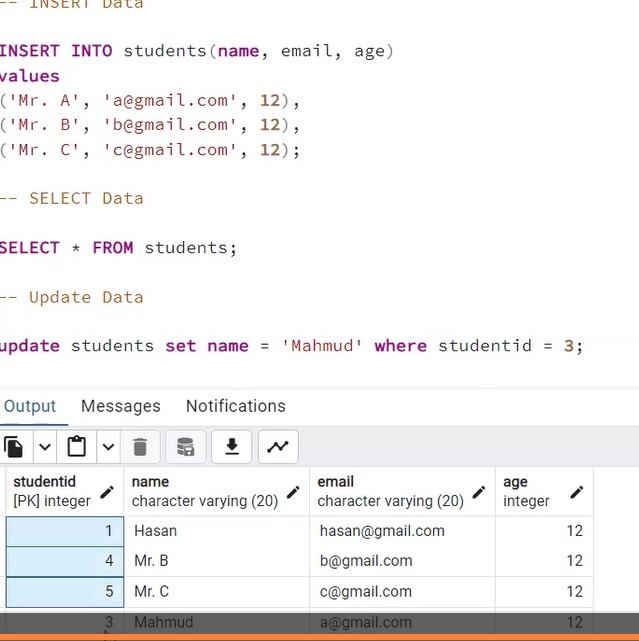 -- INSERT Data
INSERT INTO students(name, email, age)
values
('Mr. A', 'a@gmail.com', 12),
('Mr. B', 'b@gmail.com', 12),
('Mr. C', 'c@gmail.com', 12);
-- SELECT Data
SELECT * FROM students;
-- Update Data
update students set name = 'Mahmud' where studentid = 3;
Output Messages Notifications
studentid name email age
[PK] integer character varying (20) character varying (20) integer
1 Hasan hasan@gmail.com 12
4 Mr. B b@gmail.com 12
5 Mr. C c@gmail.com 12
3 Mahmud a@gmail.com 12